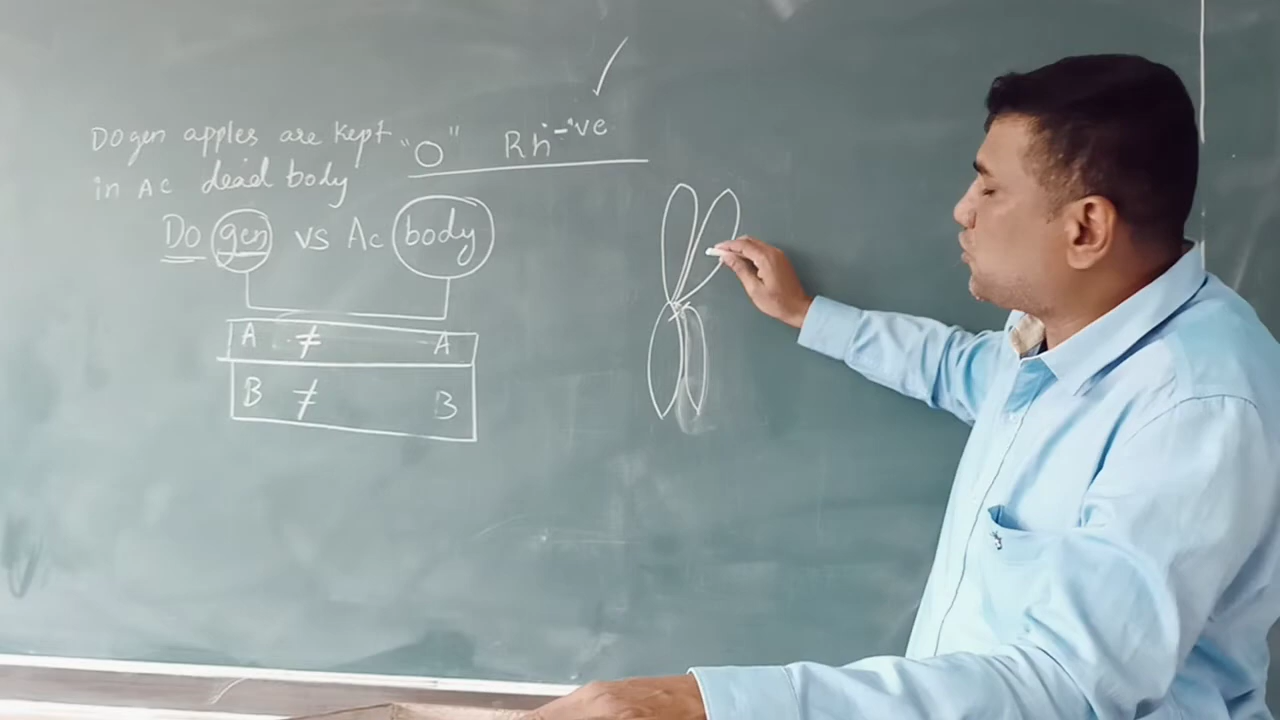 Dogen apples are kept
in AC dead body
"O" Rh -'ve
Do gen vs Ac body
A ≠ A
B ≠ B